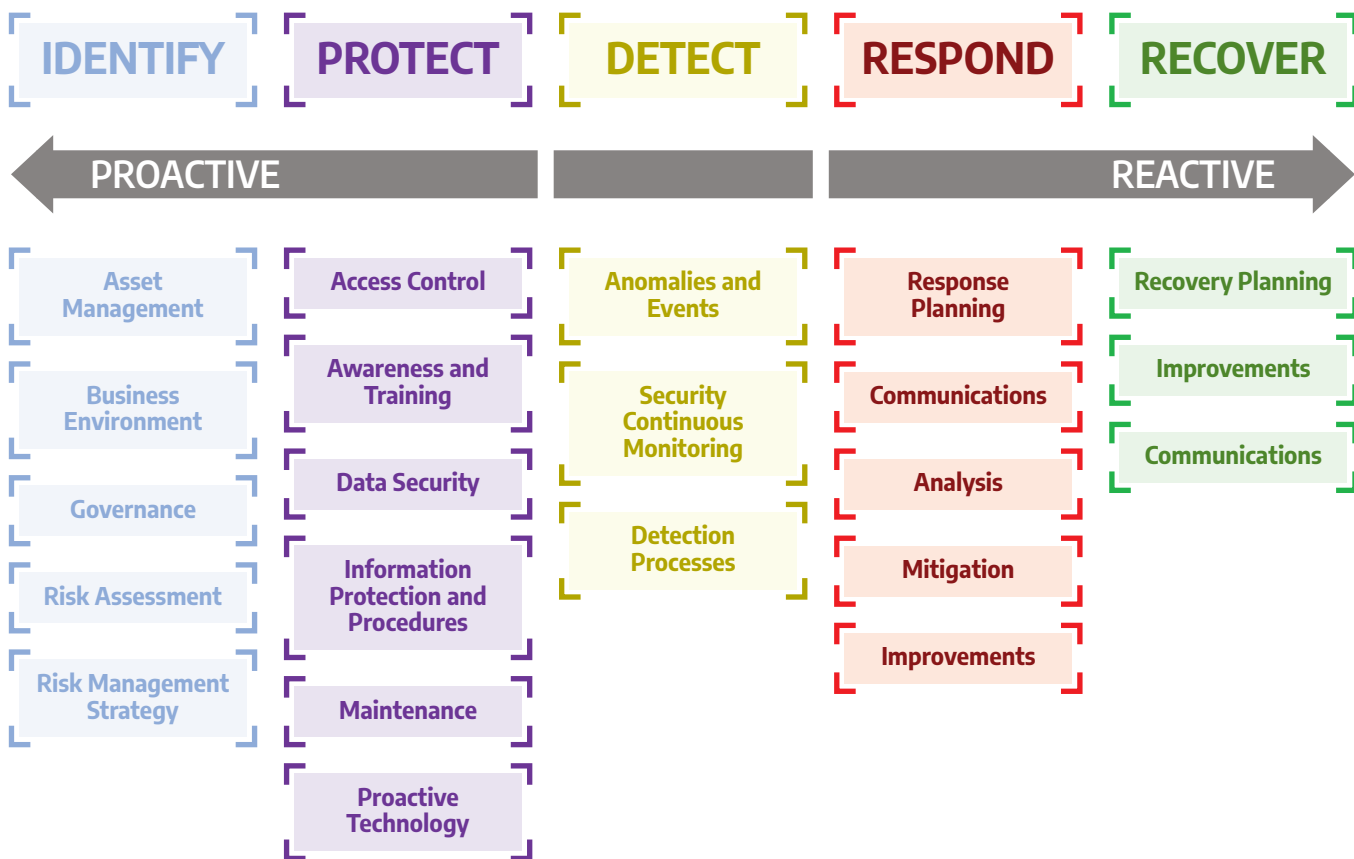 IDENTIFY
PROTECT
DETECT
RESPOND
RECOVER
PROACTIVE
REACTIVE
Asset
Management
Business
Environment
Governance
Risk Assessment
Risk Management
Strategy
Access Control
Awareness and
Training
Data Security
Information
Protection and
Procedures
Maintenance
Proactive
Technology
Anomalies and
Events
Security
Continuous
Monitoring
Detection
Processes
Response
Planning
Communications
Analysis
Mitigation
Improvements
Recovery Planning
Improvements
Communications